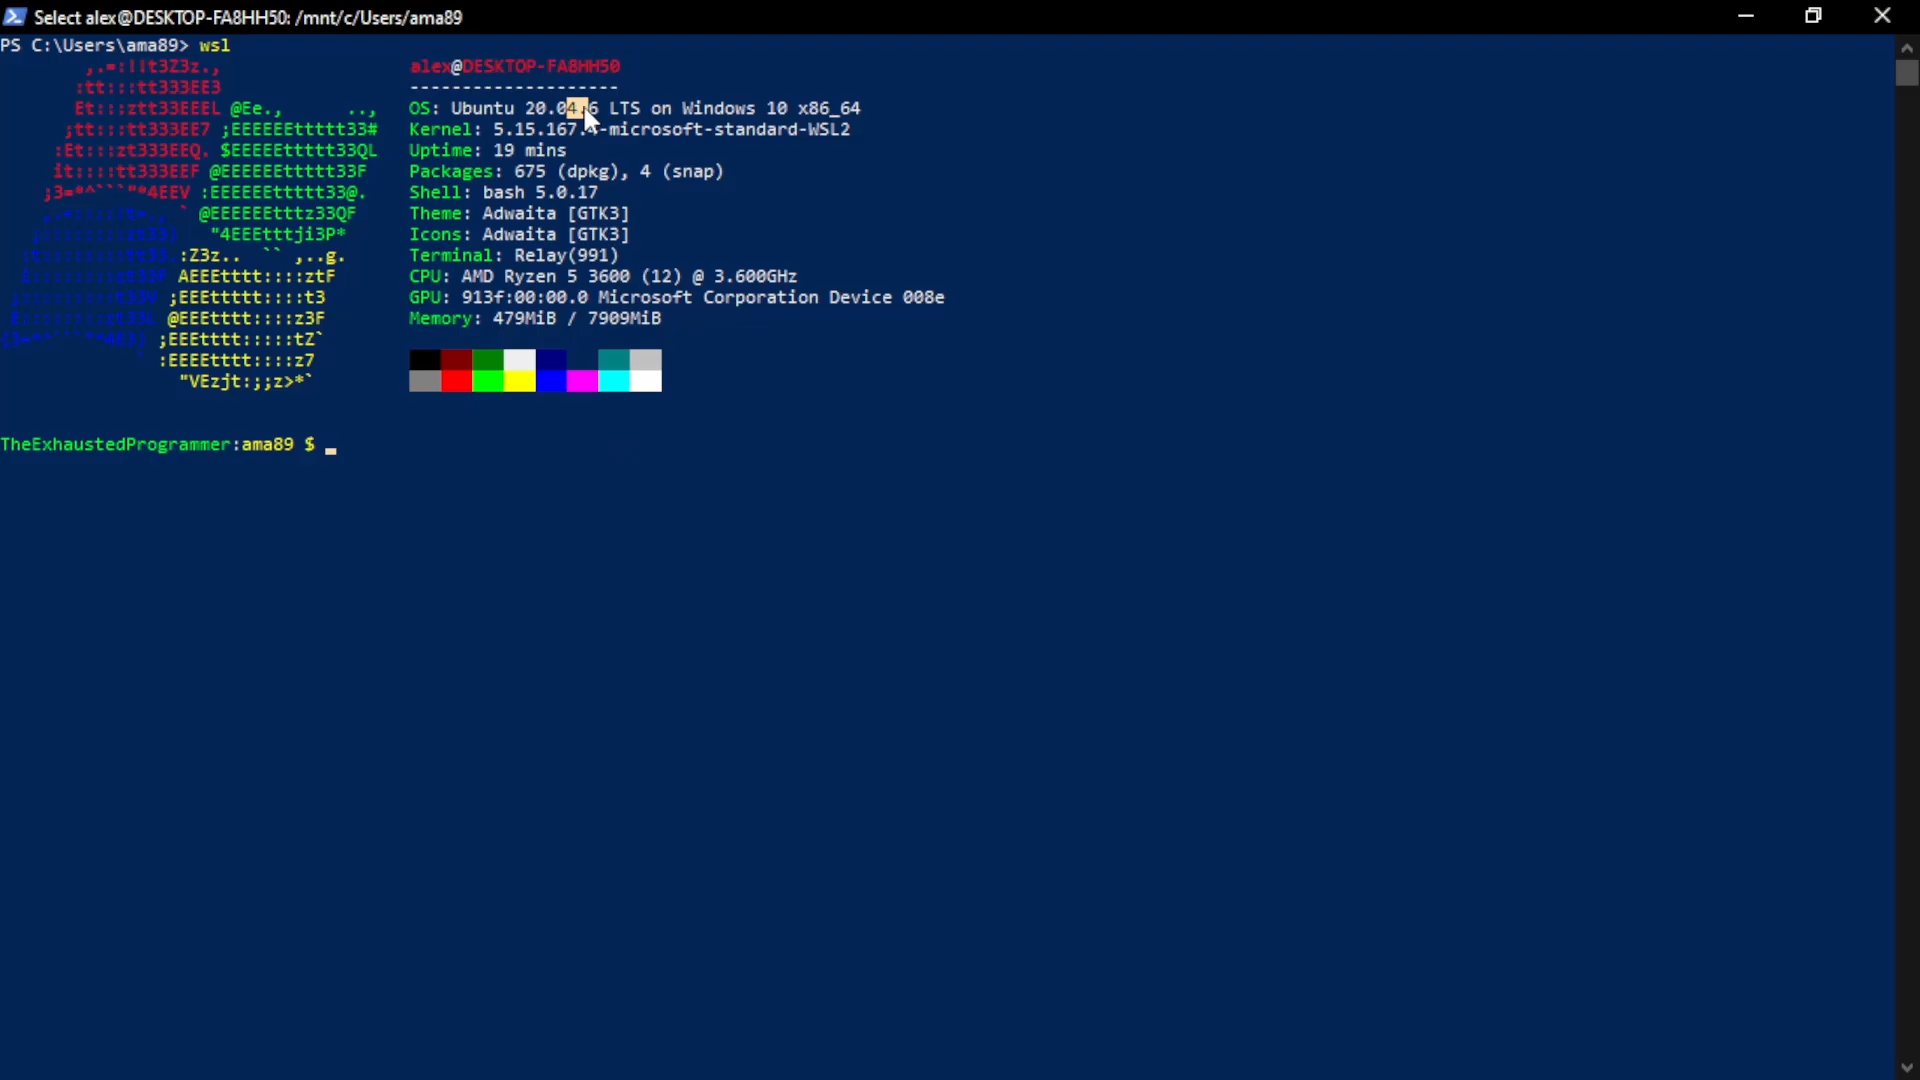 Select alex@DESKTOP-FA8HH50: /mnt/c/Users/ama89
PS C:\Users\ama89> wsl
alex@DESKTOP-FA8HH50
--------------------
OS: Ubuntu 20.04.6 LTS on Windows 10 x86_64
Kernel: 5.15.167.4-microsoft-standard-WSL2
Uptime: 19 mins
Packages: 675 (dpkg), 4 (snap)
Shell: bash 5.0.17
Theme: Adwaita [GTK3]
Icons: Adwaita [GTK3]
Terminal: Relay(991)
CPU: AMD Ryzen 5 3600 (12) @ 3.600GHz
GPU: 913f:00:00.0 Microsoft Corporation Device 008e
Memory: 479MiB / 7909MiB
TheExhaustedProgrammer:ama89 $